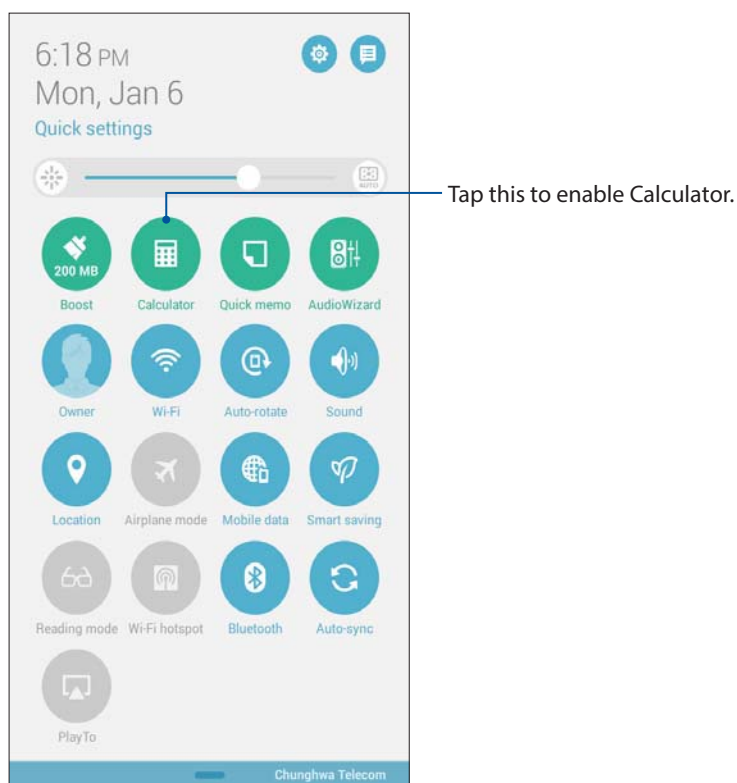 6:18 PM
Mon, Jan 6
Quick settings
AUTO
Tap this to enable Calculator.
200 MB
Boost Calculator Quick memo AudioWizard
Owner Wi-Fi Auto-rotate Sound
Location Airplane mode Mobile data Smart saving
Reading mode Wi-Fi hotspot Bluetooth Auto-sync
PlayTo
Chunghwa Telecom